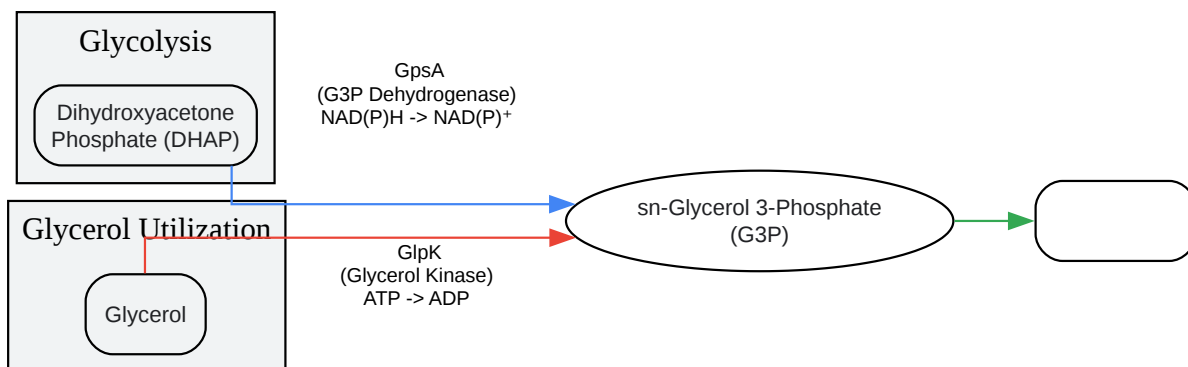 Glycolysis
Dihydroxyacetone
Phosphate (DHAP)
GpsA
(G3P Dehydrogenase)
NAD(P)H -> NAD(P)⁺
sn-Glycerol 3-Phosphate
(G3P)
Glycerol Utilization
Glycerol
GlpK
(Glycerol Kinase)
ATP -> ADP